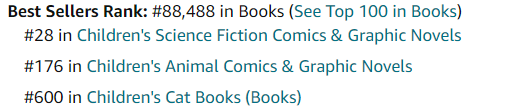 Best Sellers Rank: #88,488 in Books (See Top 100 in Books)
#28 in Children's Science Fiction Comics & Graphic Novels
#176 in Children's Animal Comics & Graphic Novels
#600 in Children's Cat Books (Books)